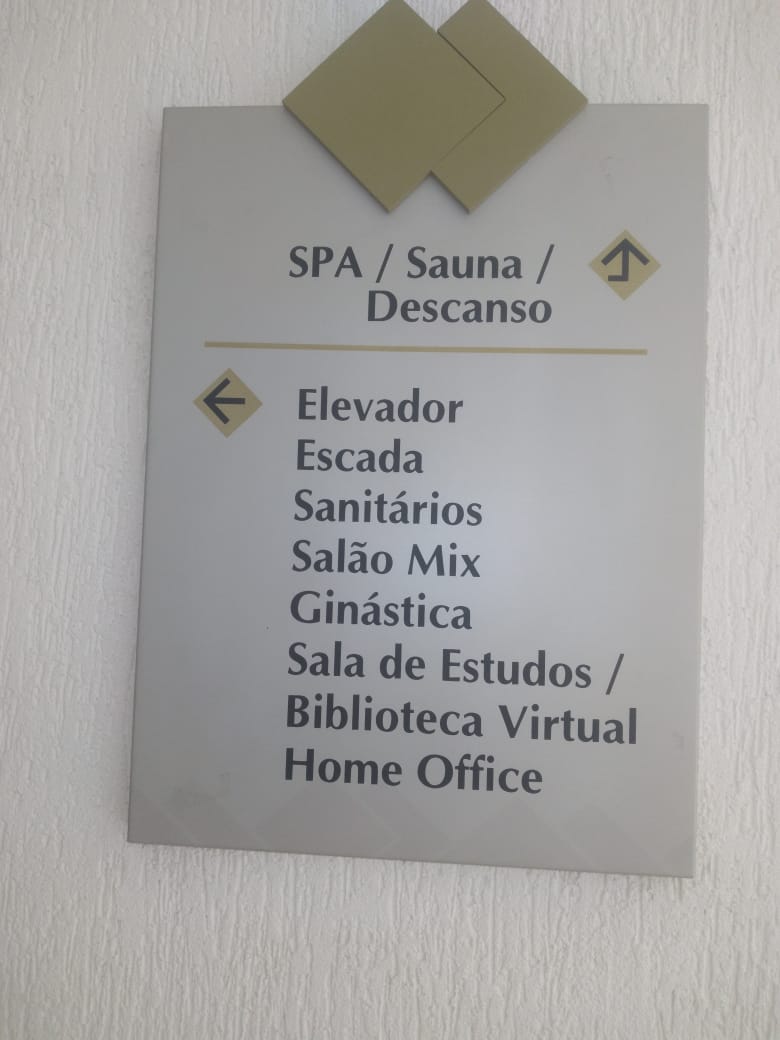 SPA / Sauna /
Descanso
Elevador
Escada
Sanitários
Salão Mix
Ginástica
Sala de Estudos /
Biblioteca Virtual
Home Office